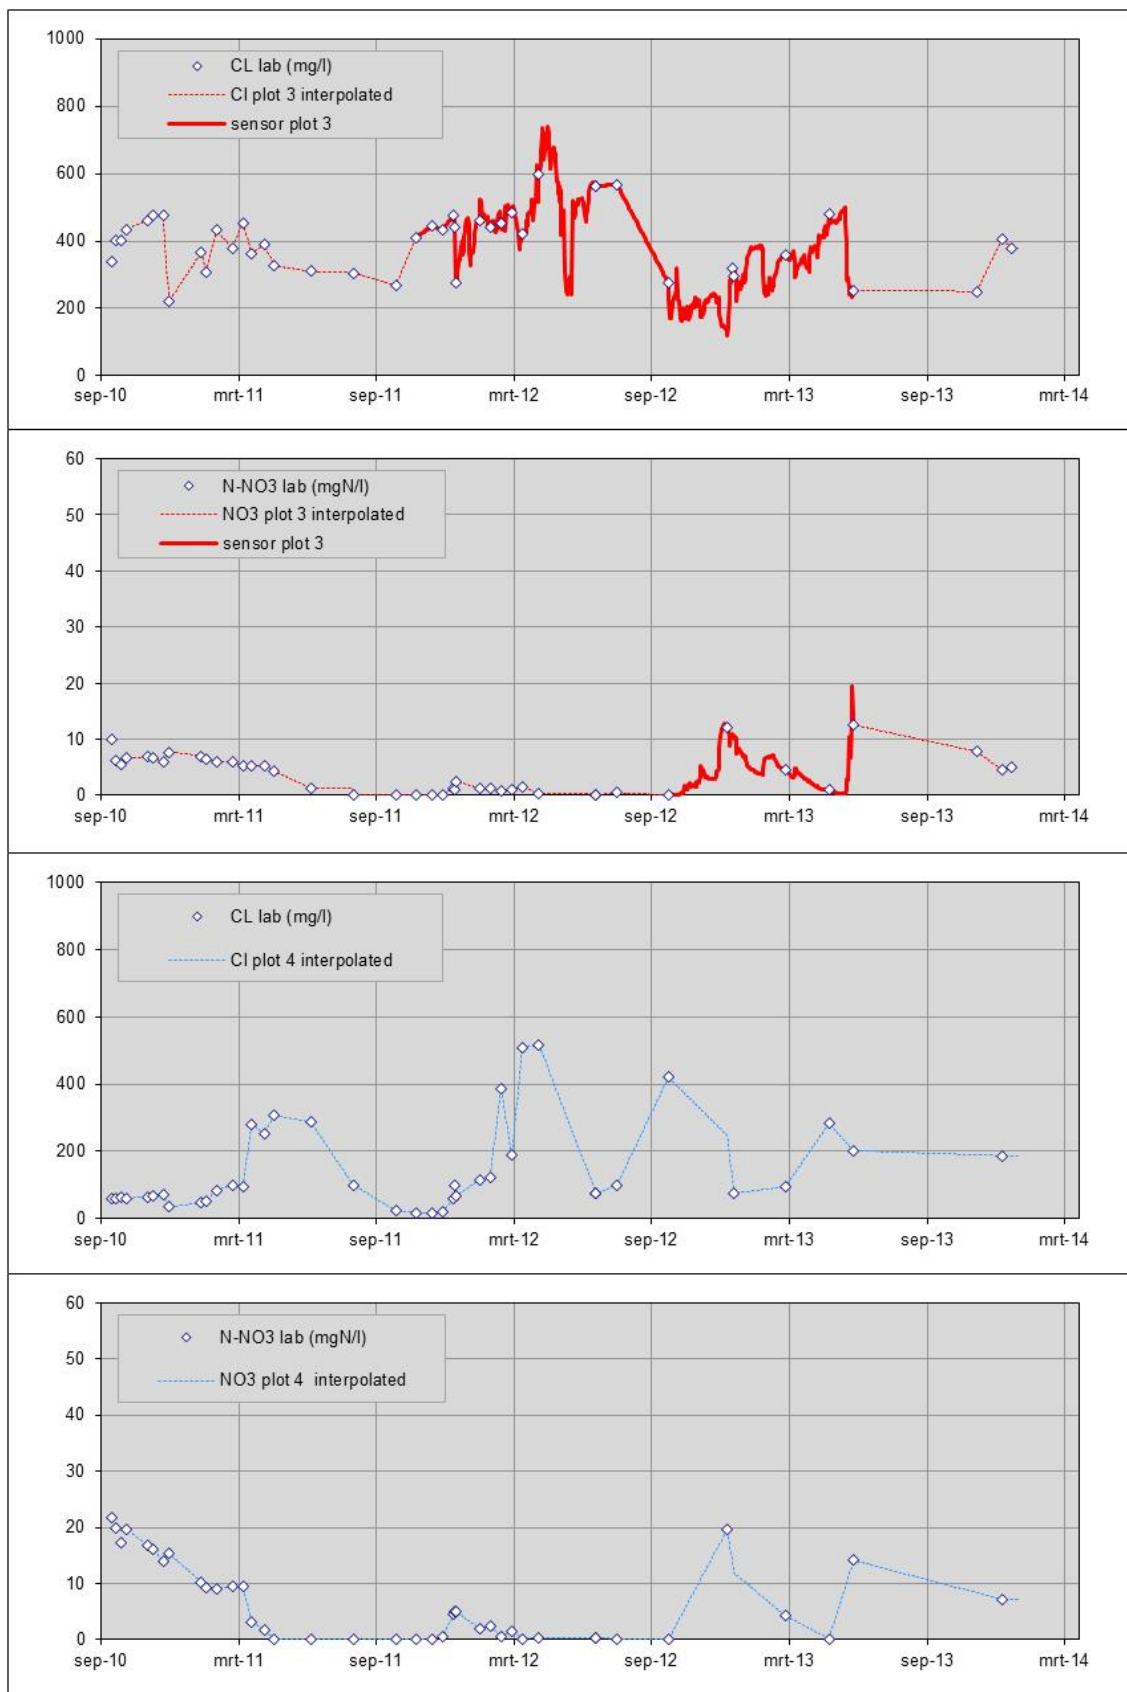 1000
800
600
400
200
0
CL lab (mg/l)
Cl plot 3 interpolated
sensor plot 3
sep-10 mrt-11 sep-11 mrt-12 sep-12 mrt-13 sep-13 mrt-14
60
50
40
30
20
10
0
N-NO3 lab (mgN/l)
NO3 plot 3 interpolated
sensor plot 3
sep-10 mrt-11 sep-11 mrt-12 sep-12 mrt-13 sep-13 mrt-14
1000
800
600
400
200
0
CL lab (mg/l)
Cl plot 4 interpolated
sep-10 mrt-11 sep-11 mrt-12 sep-12 mrt-13 sep-13 mrt-14
60
50
40
30
20
10
0
N-NO3 lab (mgN/l)
NO3 plot 4 interpolated
sep-10 mrt-11 sep-11 mrt-12 sep-12 mrt-13 sep-13 mrt-14